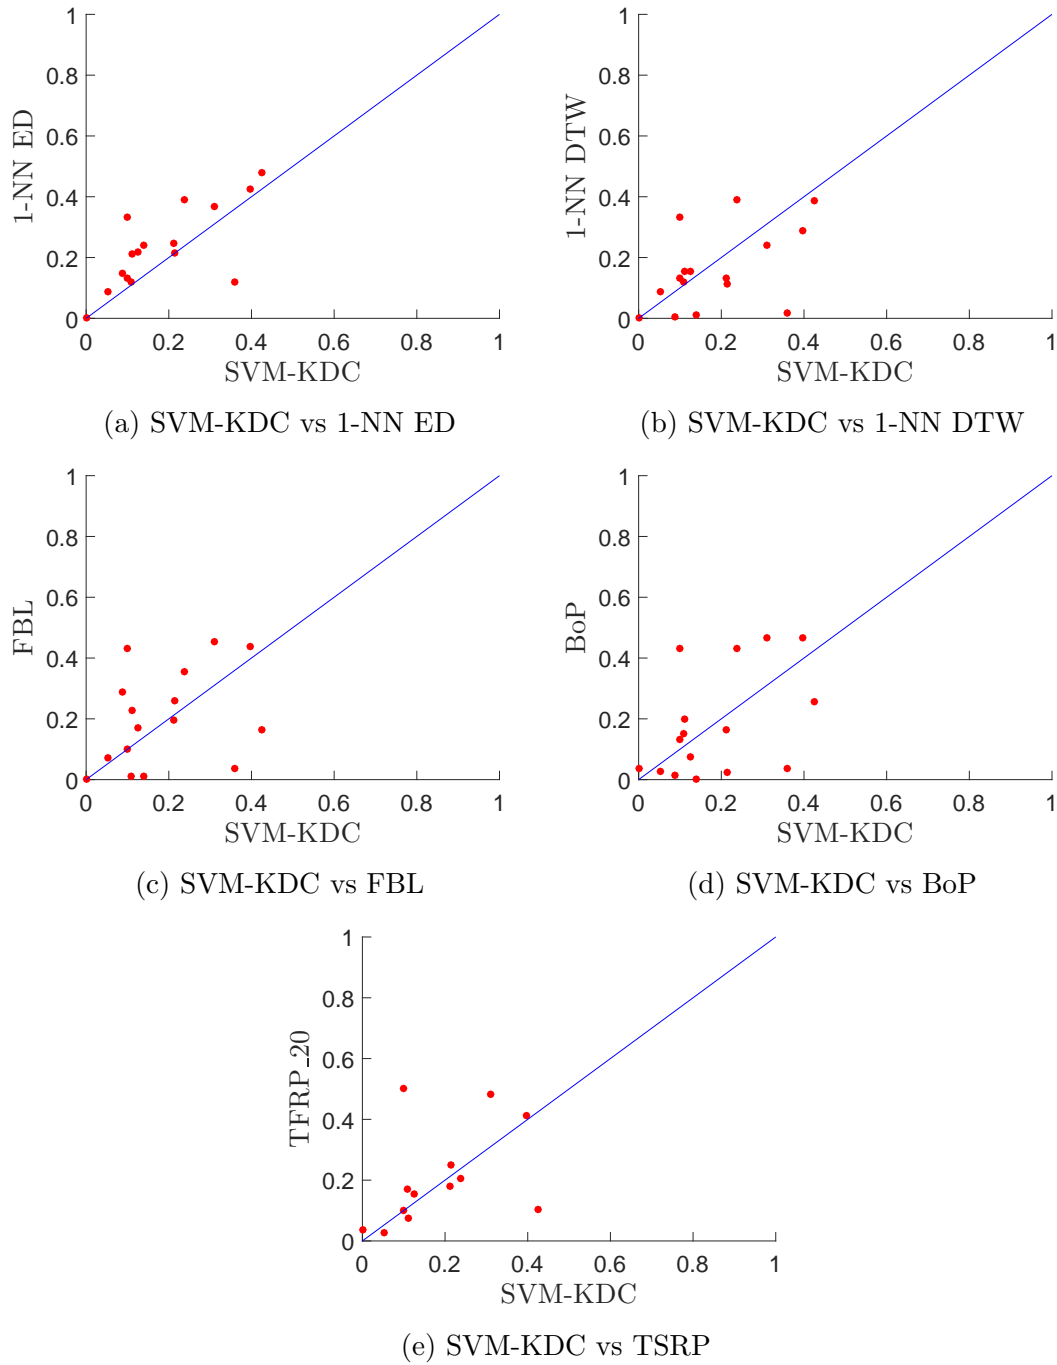 1
0.8
0.6
0.4
0.2
0
0 0.2 0.4 0.6 0.8 1
1-NN ED
SVM-KDC
(a) SVM-KDC vs 1-NN ED
1
0.8
0.6
0.4
0.2
0
0 0.2 0.4 0.6 0.8 1
1-NN DTW
SVM-KDC
(b) SVM-KDC vs 1-NN DTW
1
0.8
0.6
0.4
0.2
0
0 0.2 0.4 0.6 0.8 1
FBL
SVM-KDC
(c) SVM-KDC vs FBL
1
0.8
0.6
0.4
0.2
0
0 0.2 0.4 0.6 0.8 1
BoP
SVM-KDC
(d) SVM-KDC vs BoP
1
0.8
0.6
0.4
0.2
0
0 0.2 0.4 0.6 0.8 1
TFRP_20
SVM-KDC
(e) SVM-KDC vs TSRP